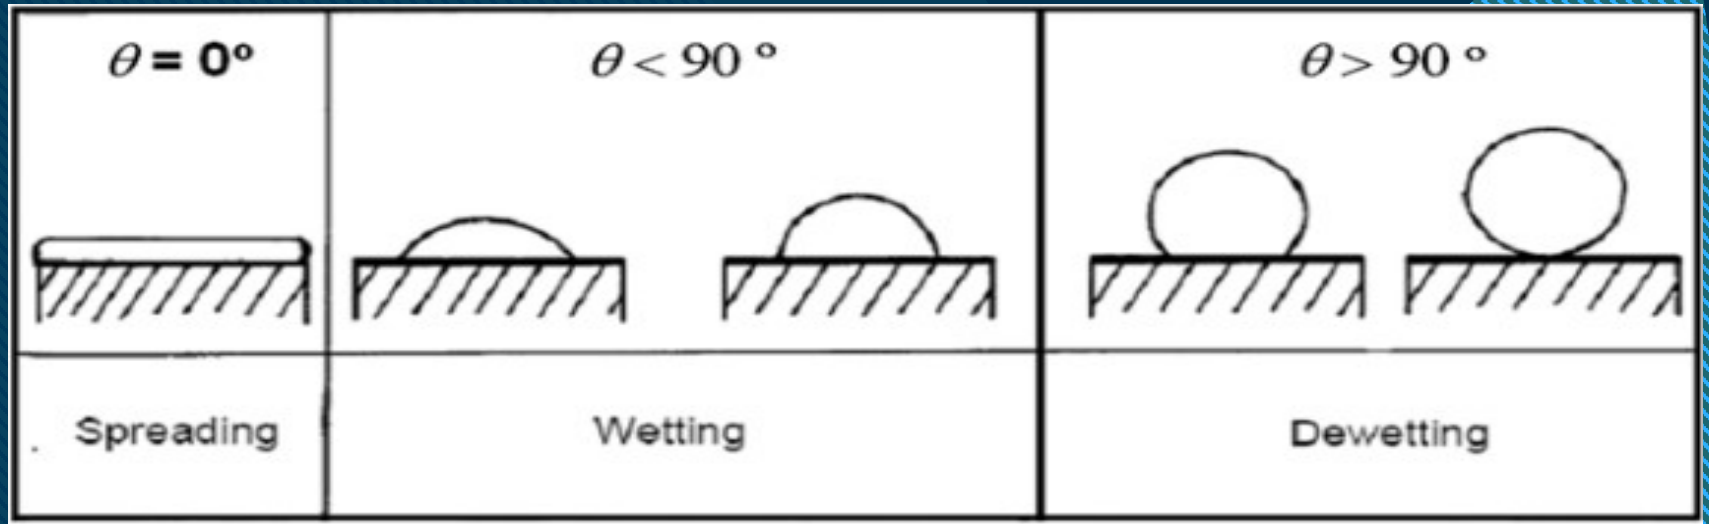 θ = 0°
θ < 90 °
θ > 90 °
Spreading
Wetting
Dewetting